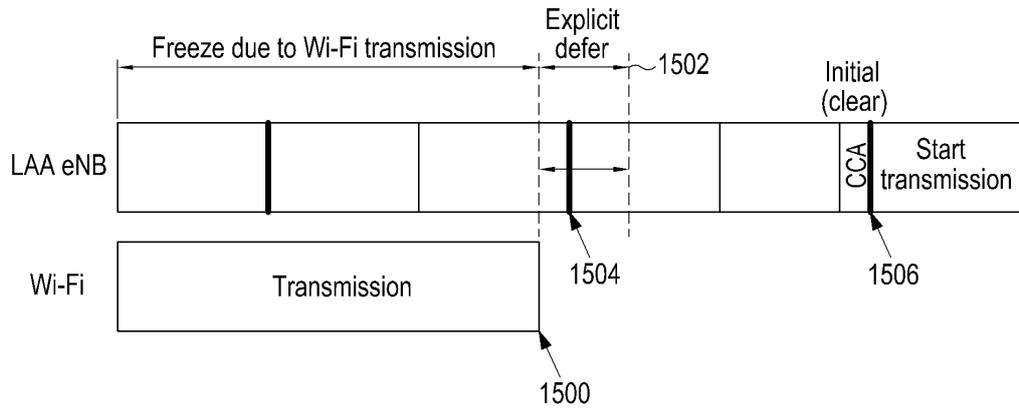 Explicit
defer
Freeze due to Wi-Fi transmission
1502
Initial
(clear)
LAA eNB
CCA
Start
transmission
1504
1506
Wi-Fi
Transmission
1500